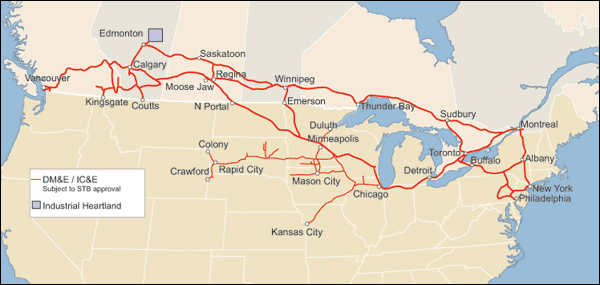 Edmonton
Saskatoon
Calgary
Regina
Vancouver
Moose Jaw
Winnipeg
Kingsgate
Coutts
N Portal
Emerson
Thunder Bay
Sudbury
Montreal
Duluth
Minneapolis
Colony
Toronto
Buffalo
Albany
Crawford
Rapid City
Mason City
Detroit
Chicago
New York
Philadelphia
Kansas City
DM&E / IC&E
Subject to STB approval
Industrial Heartland